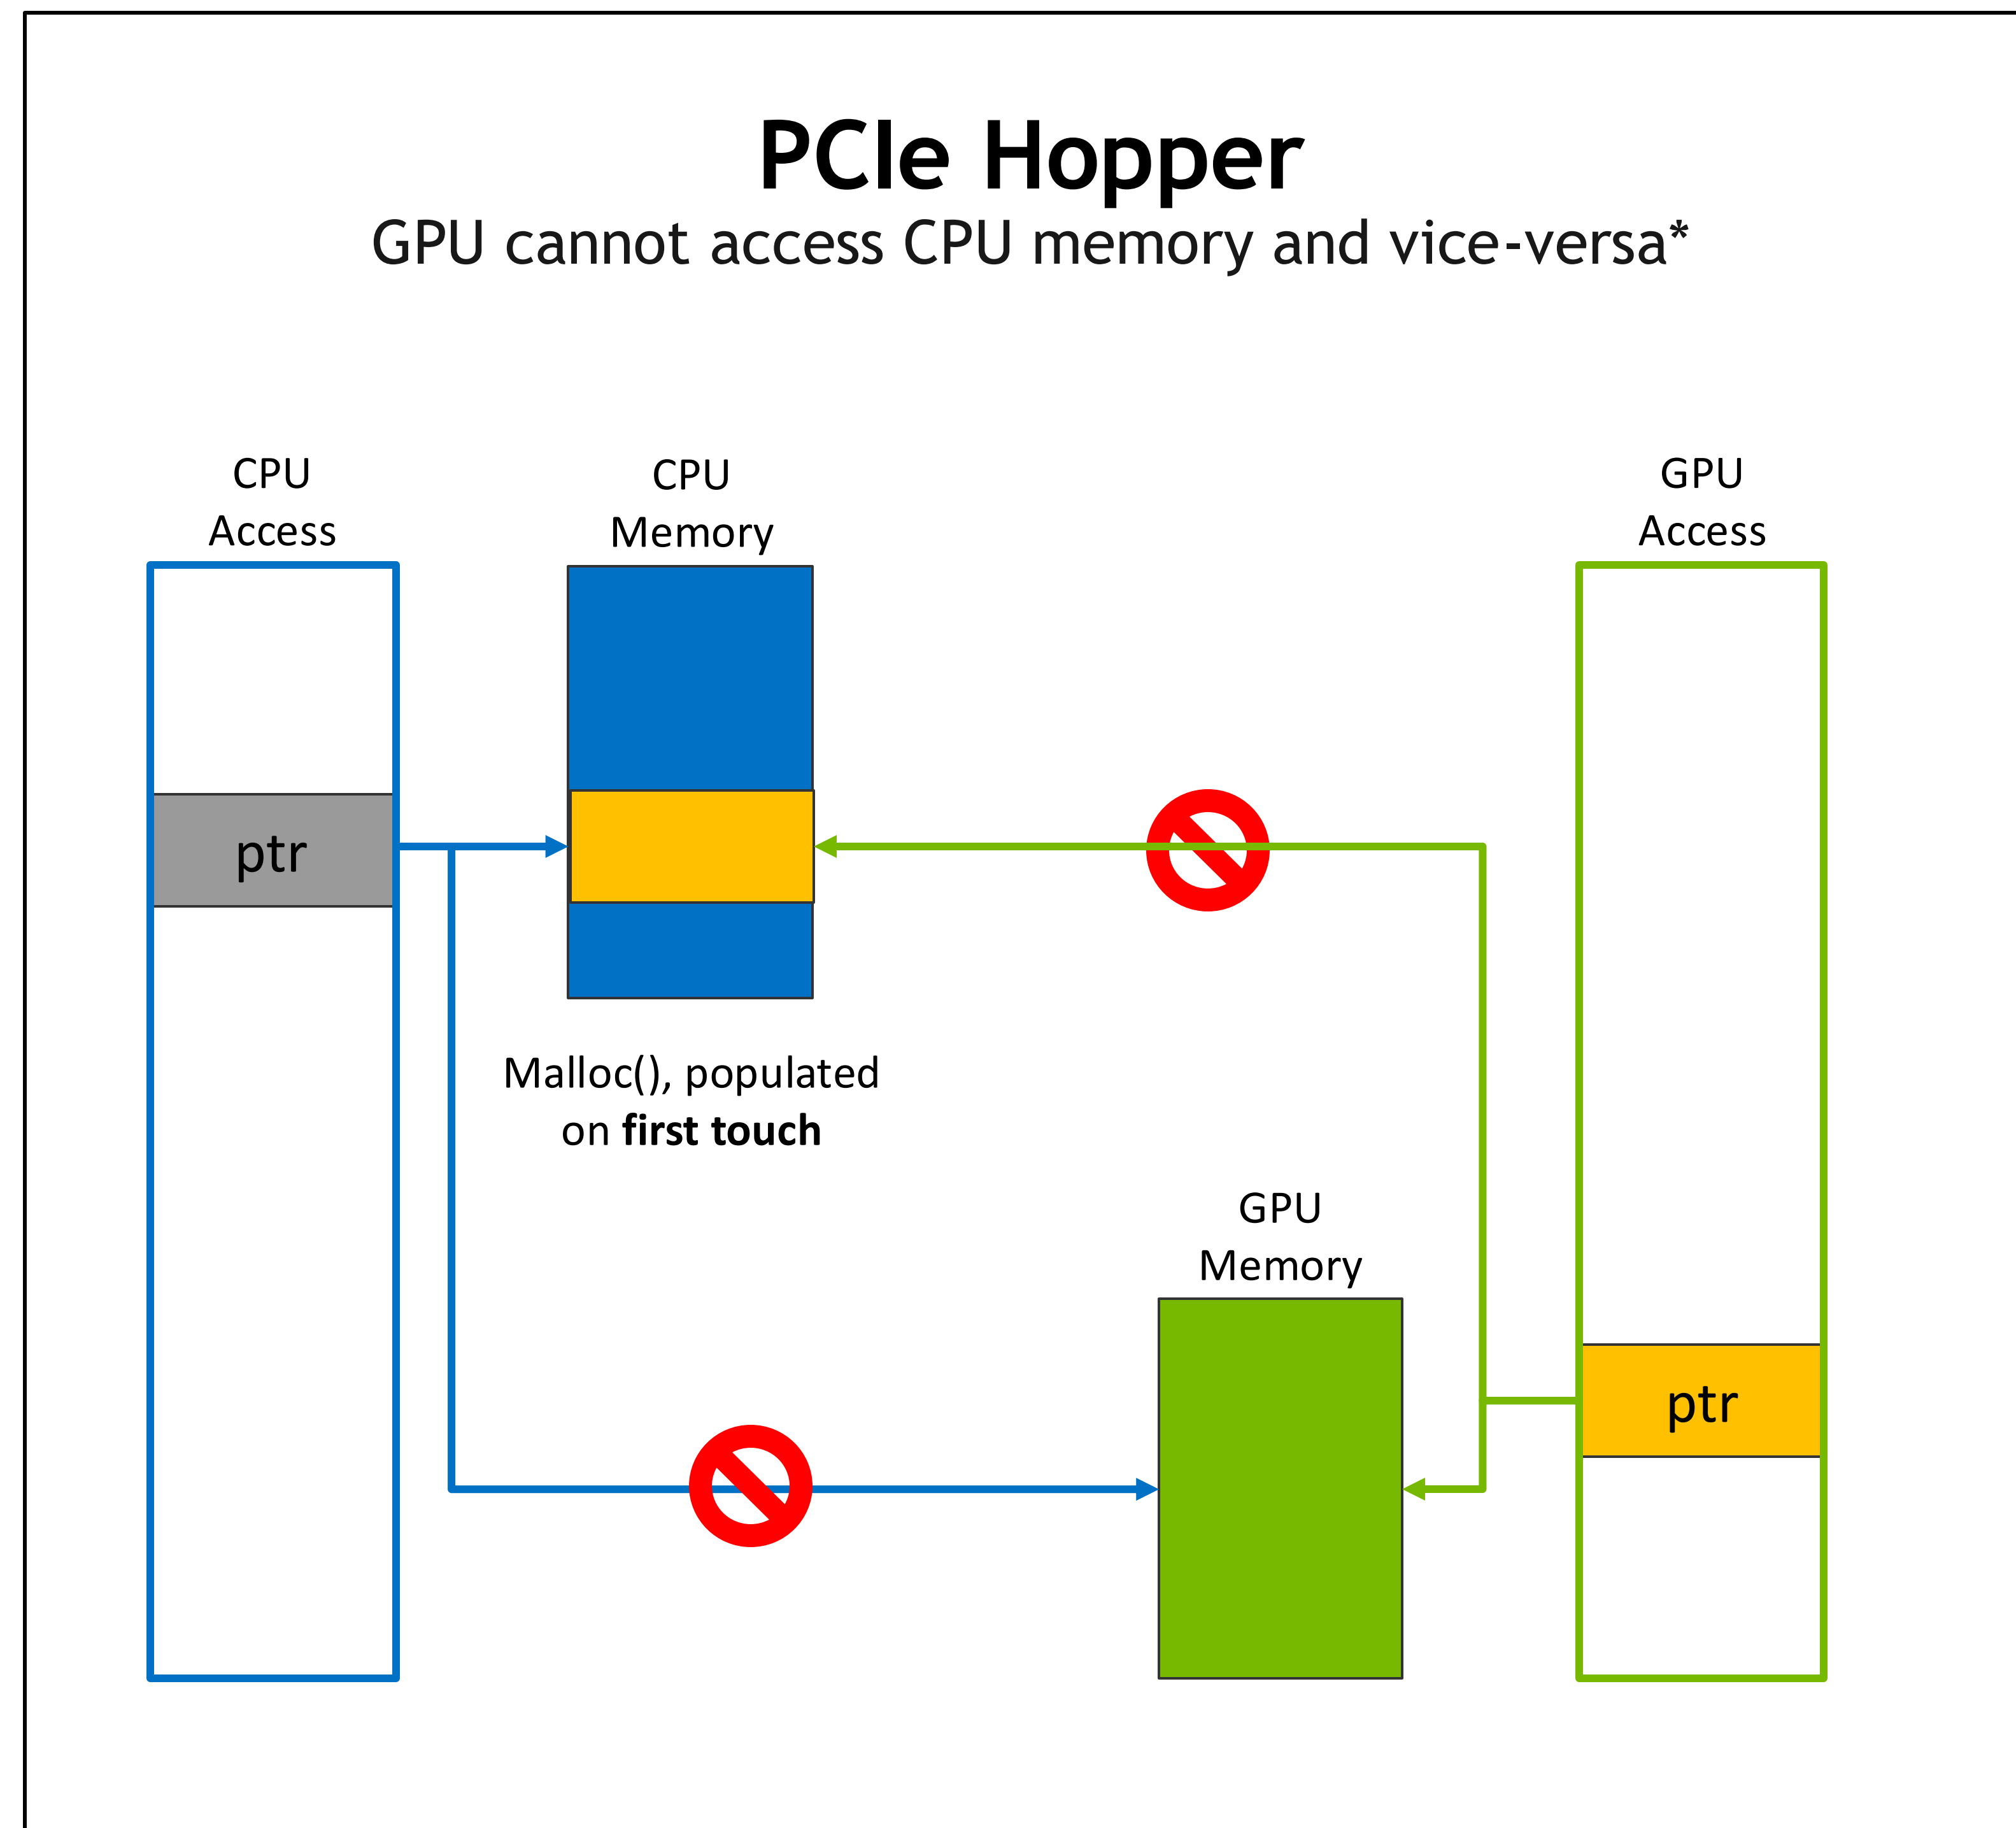 PCIe Hopper
GPU cannot access CPU memory and vice-versa*
CPU
Access
CPU
Memory
GPU
Access
ptr
Malloc(), populated
on first touch
GPU
Memory
ptr